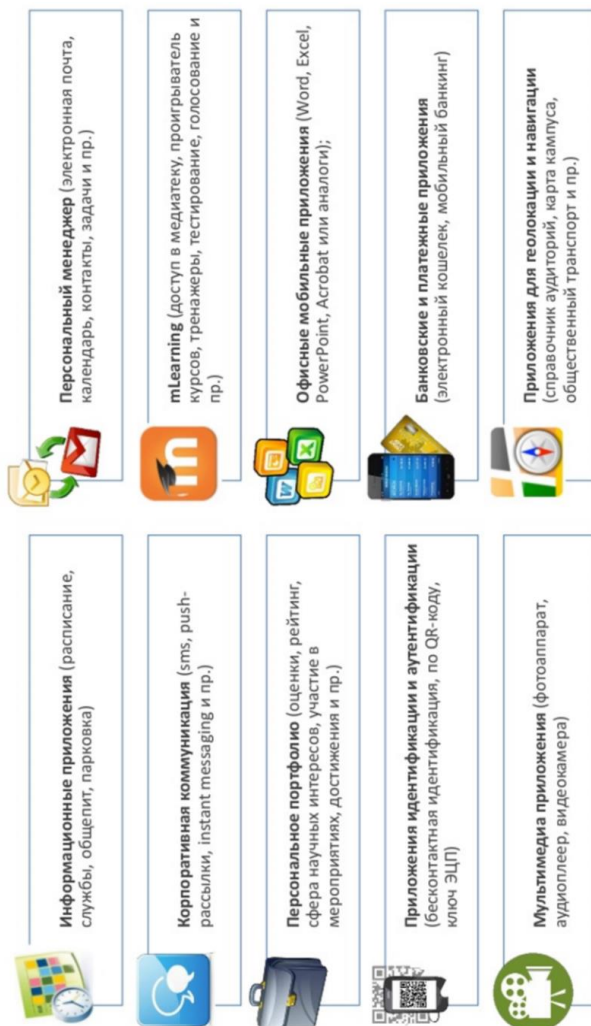 Информационные приложения (расписание,
службы, общепит, парковка)
Корпоративная коммуникация (sms, push-
рассылки, instant messaging и пр.)
Персональное портфолио (оценки, рейтинг,
сфера научных интересов, участие в
мероприятиях, достижения и пр.)
Приложения идентификации и аутентификации
(бесконтактная идентификация, по QR-коду,
ключ ЭЦП)
Мультимедиа приложения (фотоаппарат,
аудиоплеер, видеокамера)
Персональный менеджер (электронная почта,
календарь, контакты, задачи и пр.)
m
mLearning (доступ в медиатеку, проигрыватель
курсов, тренажеры, тестирование, голосование и
пр.)
Офисные мобильные приложения (Word, Excel,
PowerPoint, Acrobat или аналоги);
Банковские и платежные приложения
(электронный кошелек, мобильный банкинг)
Приложения для геолокации и навигации
(справочник аудиторий, карта кампуса,
общественный транспорт и пр.)